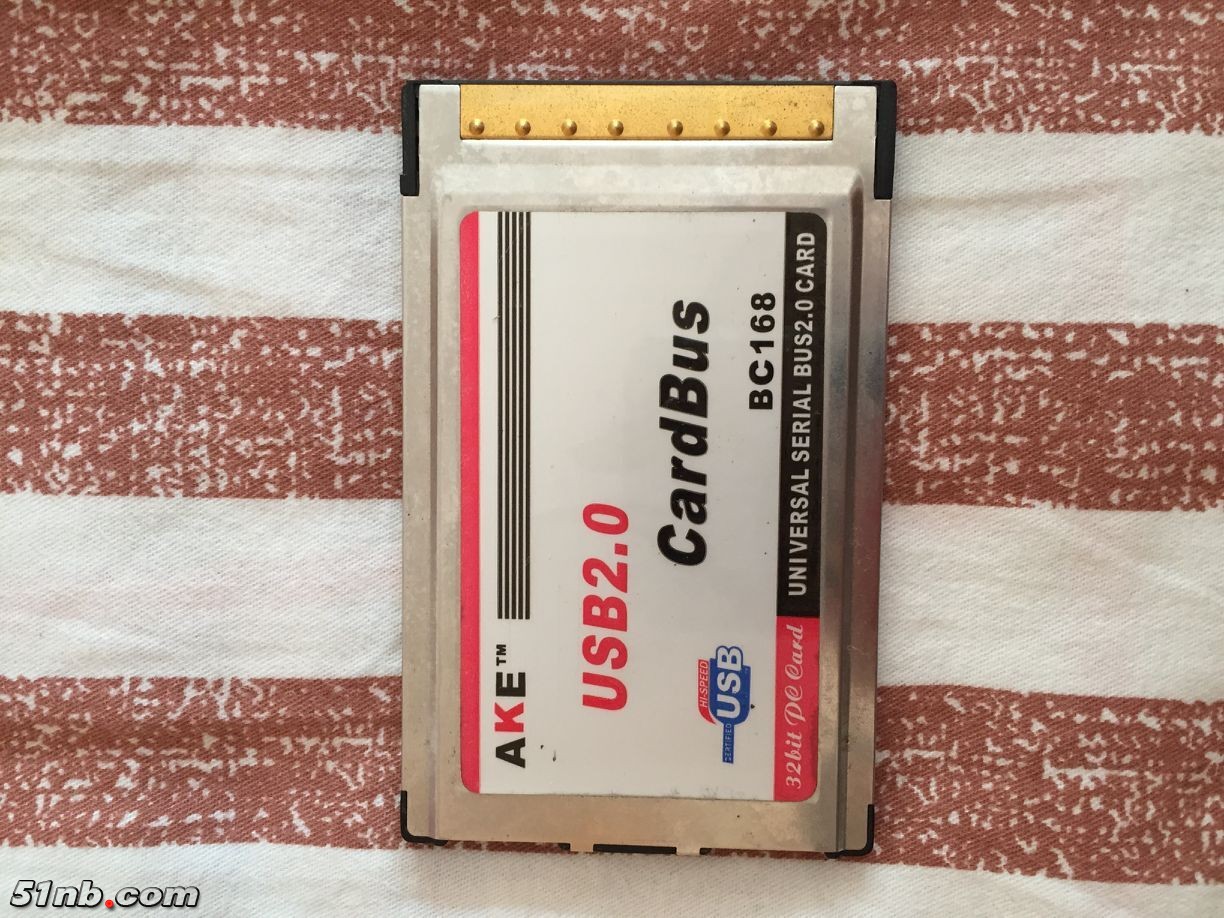 AKE™
USB2.0
CardBus
BC168
CERTIFIED
HI-SPEED
USB
32bit PC Card
UNIVERSAL SERIAL BUS2.0 CARD
51nb.com